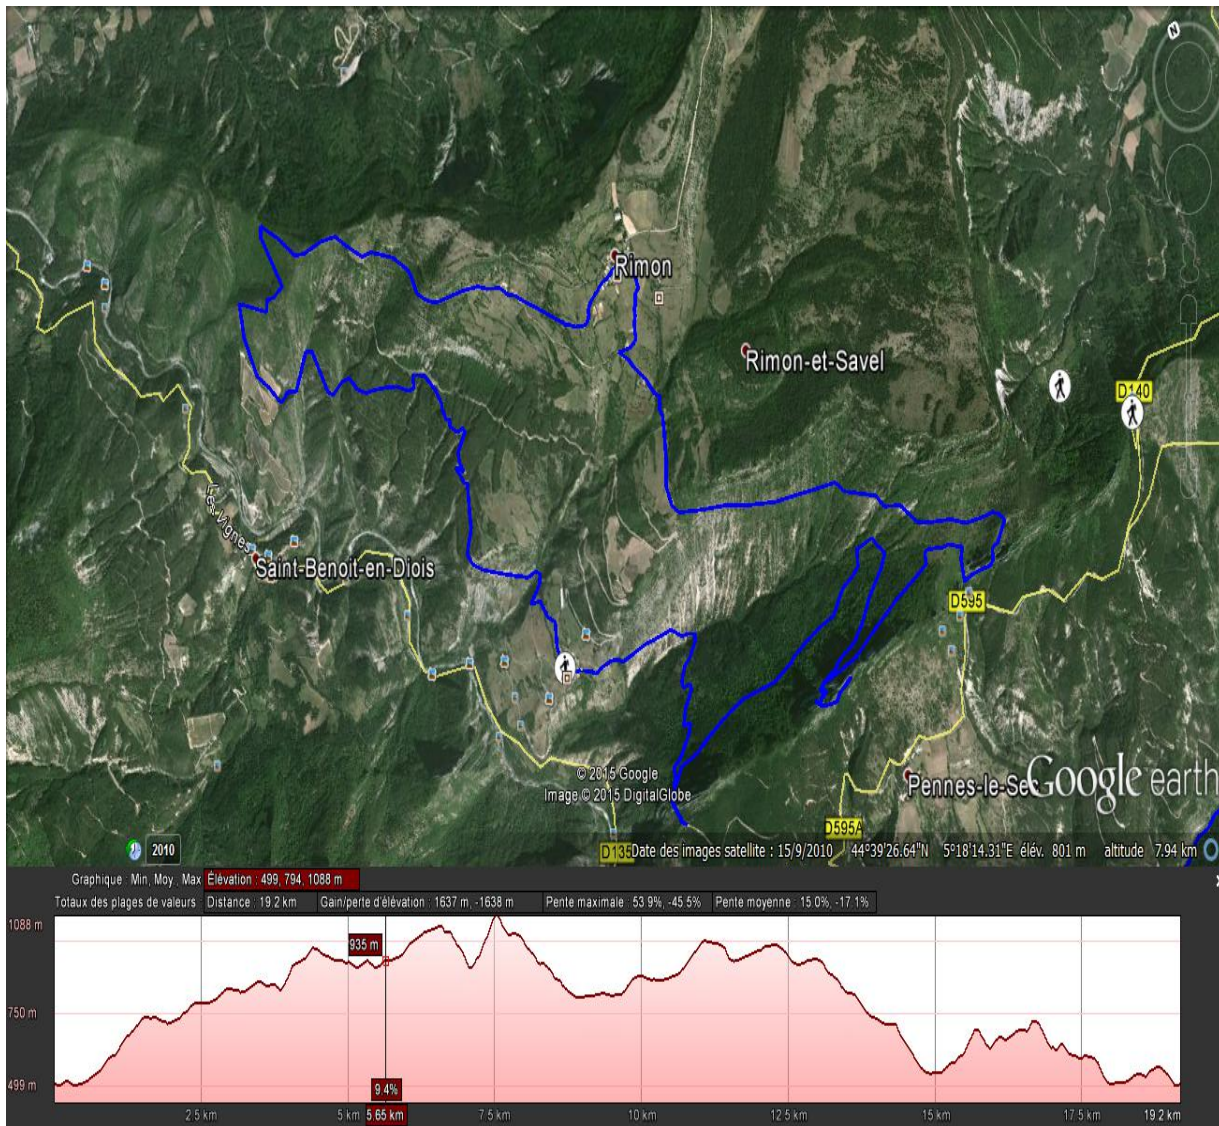 N
Rimon
Rimon-et-Savel
D140
Les Vignes
Saint-Benoit-en-Diois
D595
© 2015 Google
Image © 2015 DigitalGlobe
Pennes-le-Se
Google earth
D595A
2010
D135
Date des images satellite : 15/9/2010 44°39'26.64"N 5°18'14.31"E élév. 801 m altitude 7.94 km
Graphique : Min, Moy., Max Élévation : 499, 794, 1088 m
Totaux des plages de valeurs : Distance : 19.2 km Gain/perte d'élévation : 1637 m, -1638 m Pente maximale : 53.9%, -45.5% Pente moyenne : 15.0%, -17.1%
1088 m
935 m
750 m
499 m
9.4%
2.5 km 5 km 5.65 km 7.5 km 10 km 12.5 km 15 km 17.5 km 19.2 km